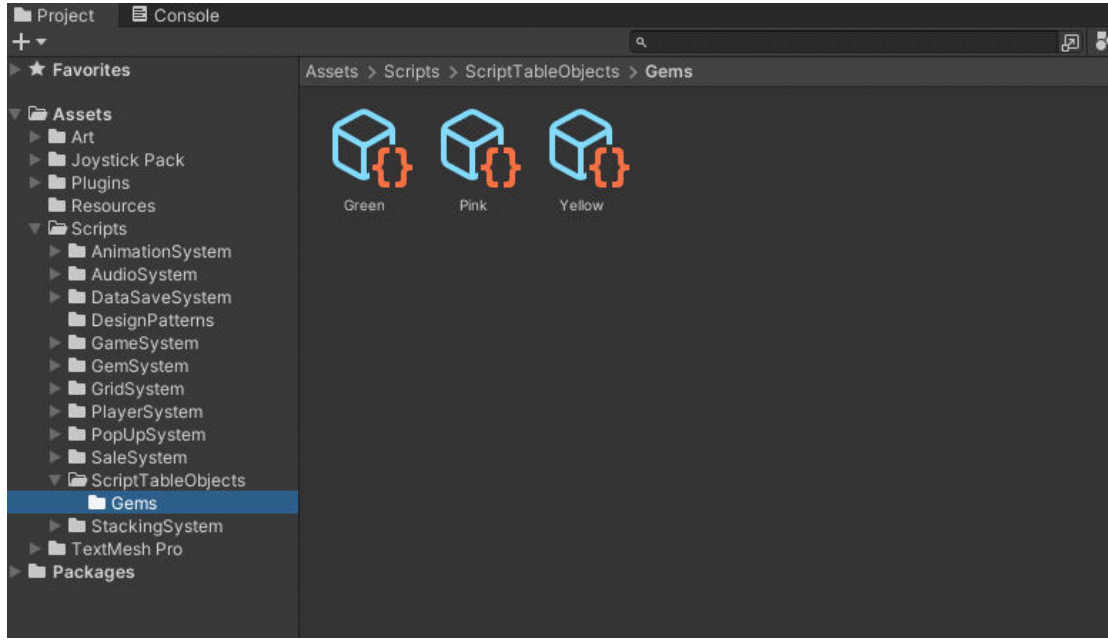 Project Console
Favorites
Assets > Scripts > ScriptTableObjects > Gems
Assets
Art
Joystick Pack
Plugins
Resources
Scripts
AnimationSystem
AudioSystem
DataSaveSystem
DesignPatterns
GameSystem
GemSystem
GridSystem
PlayerSystem
PopUpSystem
SaleSystem
ScriptTableObjects
Gems
StackingSystem
TextMesh Pro
Packages
Green Pink Yellow